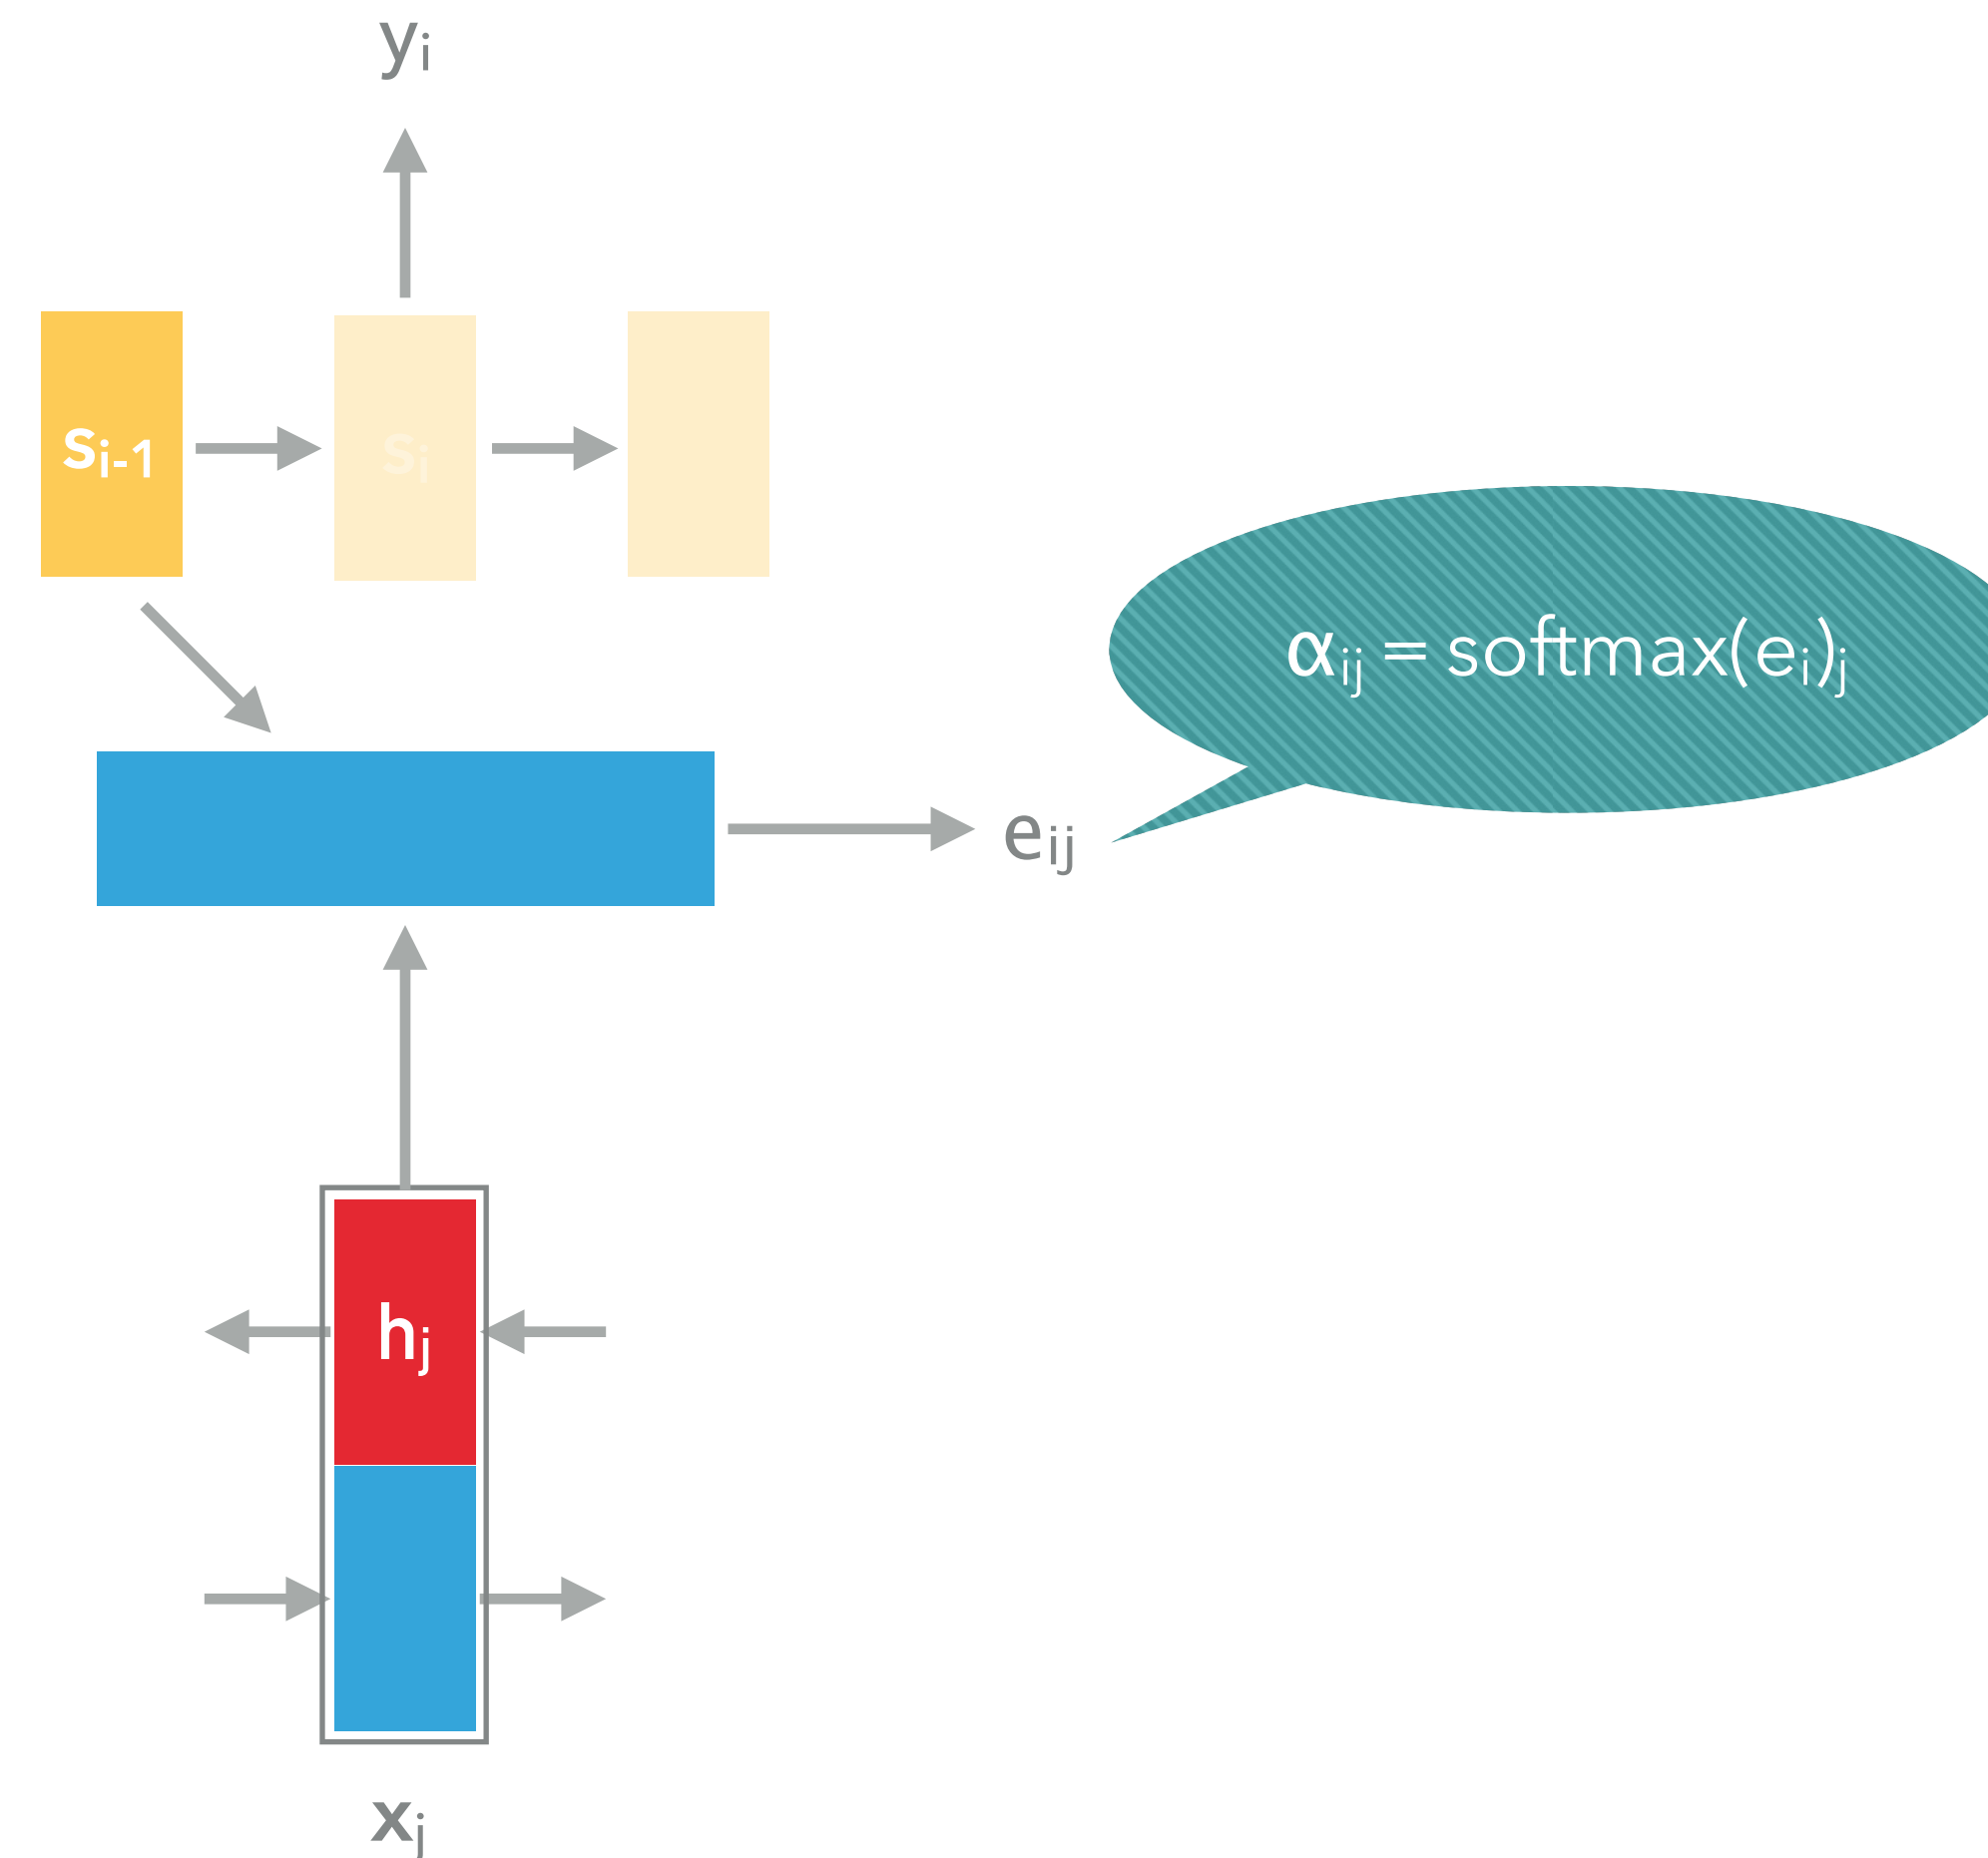 yᵢ
sᵢ₋₁
sᵢ
αᵢⱼ = softmax(eᵢ)ⱼ
eᵢⱼ
hⱼ
xⱼ